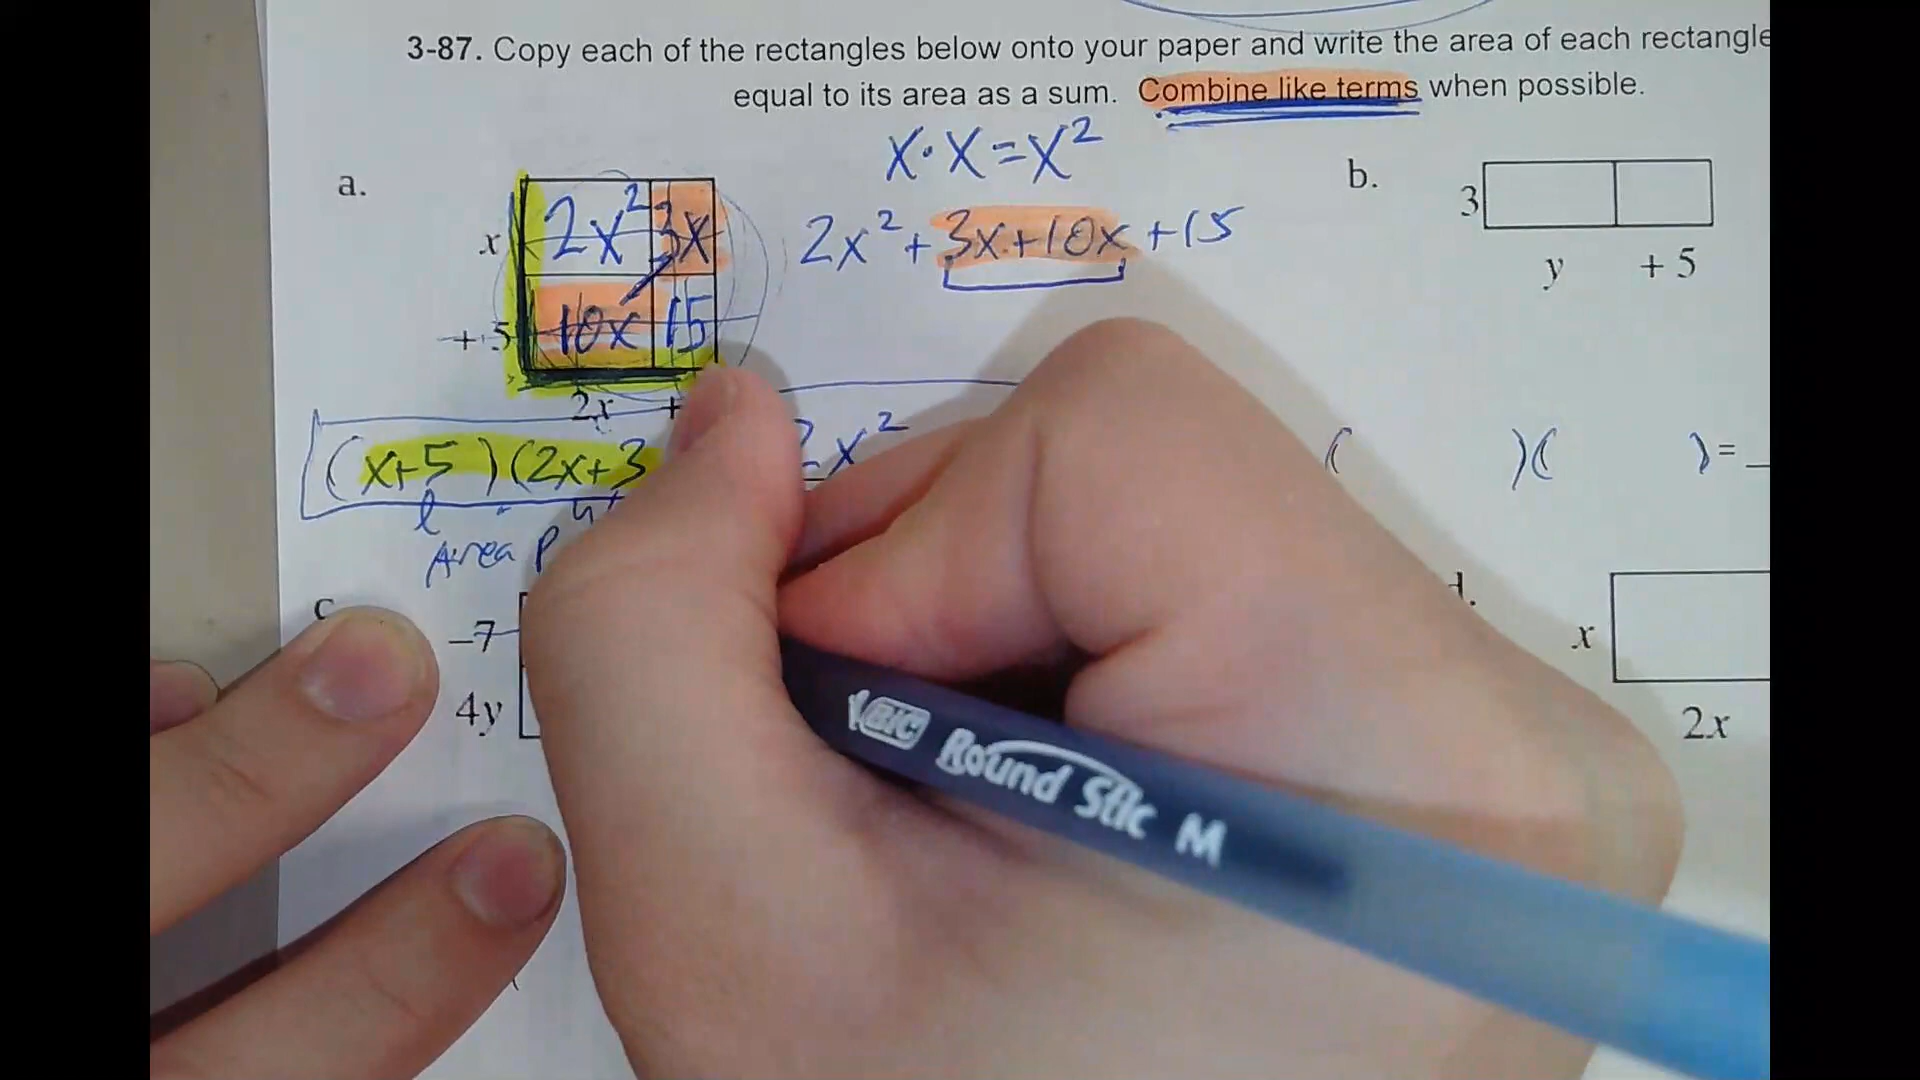 3-87. Copy each of the rectangles below onto your paper and write the area of each rectangle
equal to its area as a sum. Combine like terms when possible.
x·x=x²
a.
x
2x² 3x
2x²+3x+10x+15
+5
10x 15
2x +
(x+5)(2x+3
2x²
l
Area
b.
3
y +5
( )( )=
c
-7
4y
d.
x
2x
BIC Round Stic M